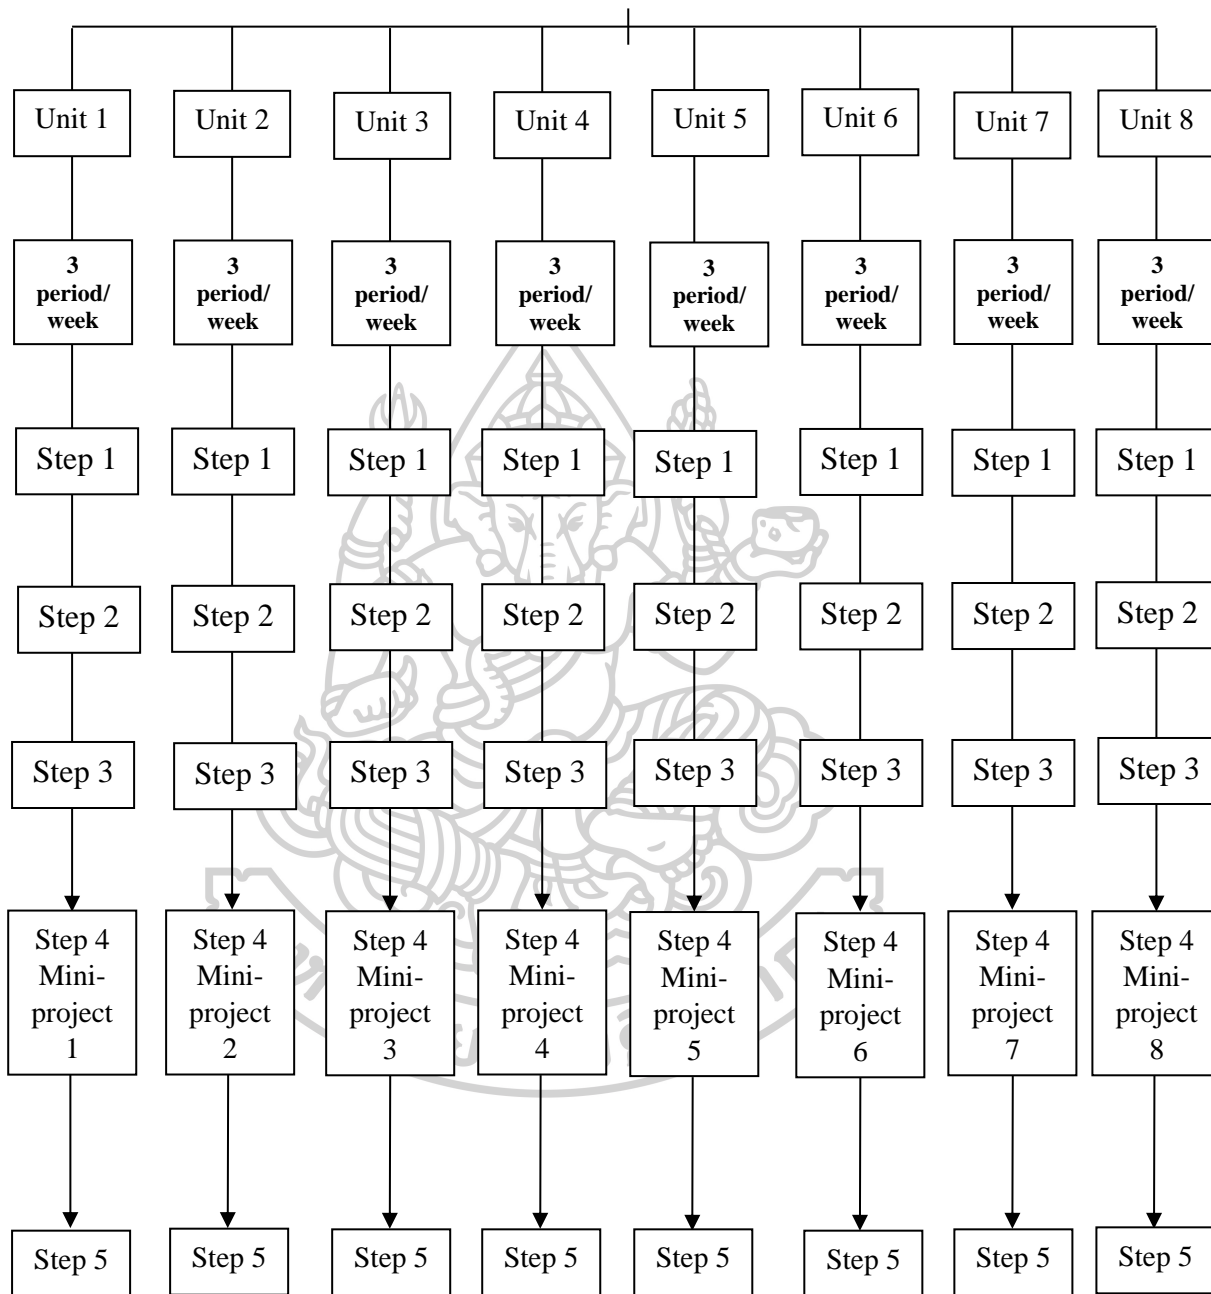 Unit 1
Unit 2
Unit 3
Unit 4
Unit 5
Unit 6
Unit 7
Unit 8
3
period/
week
3
period/
week
3
period/
week
3
period/
week
3
period/
week
3
period/
week
3
period/
week
3
period/
week
Step 1
Step 1
Step 1
Step 1
Step 1
Step 1
Step 1
Step 1
Step 2
Step 2
Step 2
Step 2
Step 2
Step 2
Step 2
Step 2
Step 3
Step 3
Step 3
Step 3
Step 3
Step 3
Step 3
Step 3
Step 4
Mini-
project
1
Step 4
Mini-
project
2
Step 4
Mini-
project
3
Step 4
Mini-
project
4
Step 4
Mini-
project
5
Step 4
Mini-
project
6
Step 4
Mini-
project
7
Step 4
Mini-
project
8
Step 5
Step 5
Step 5
Step 5
Step 5
Step 5
Step 5
Step 5